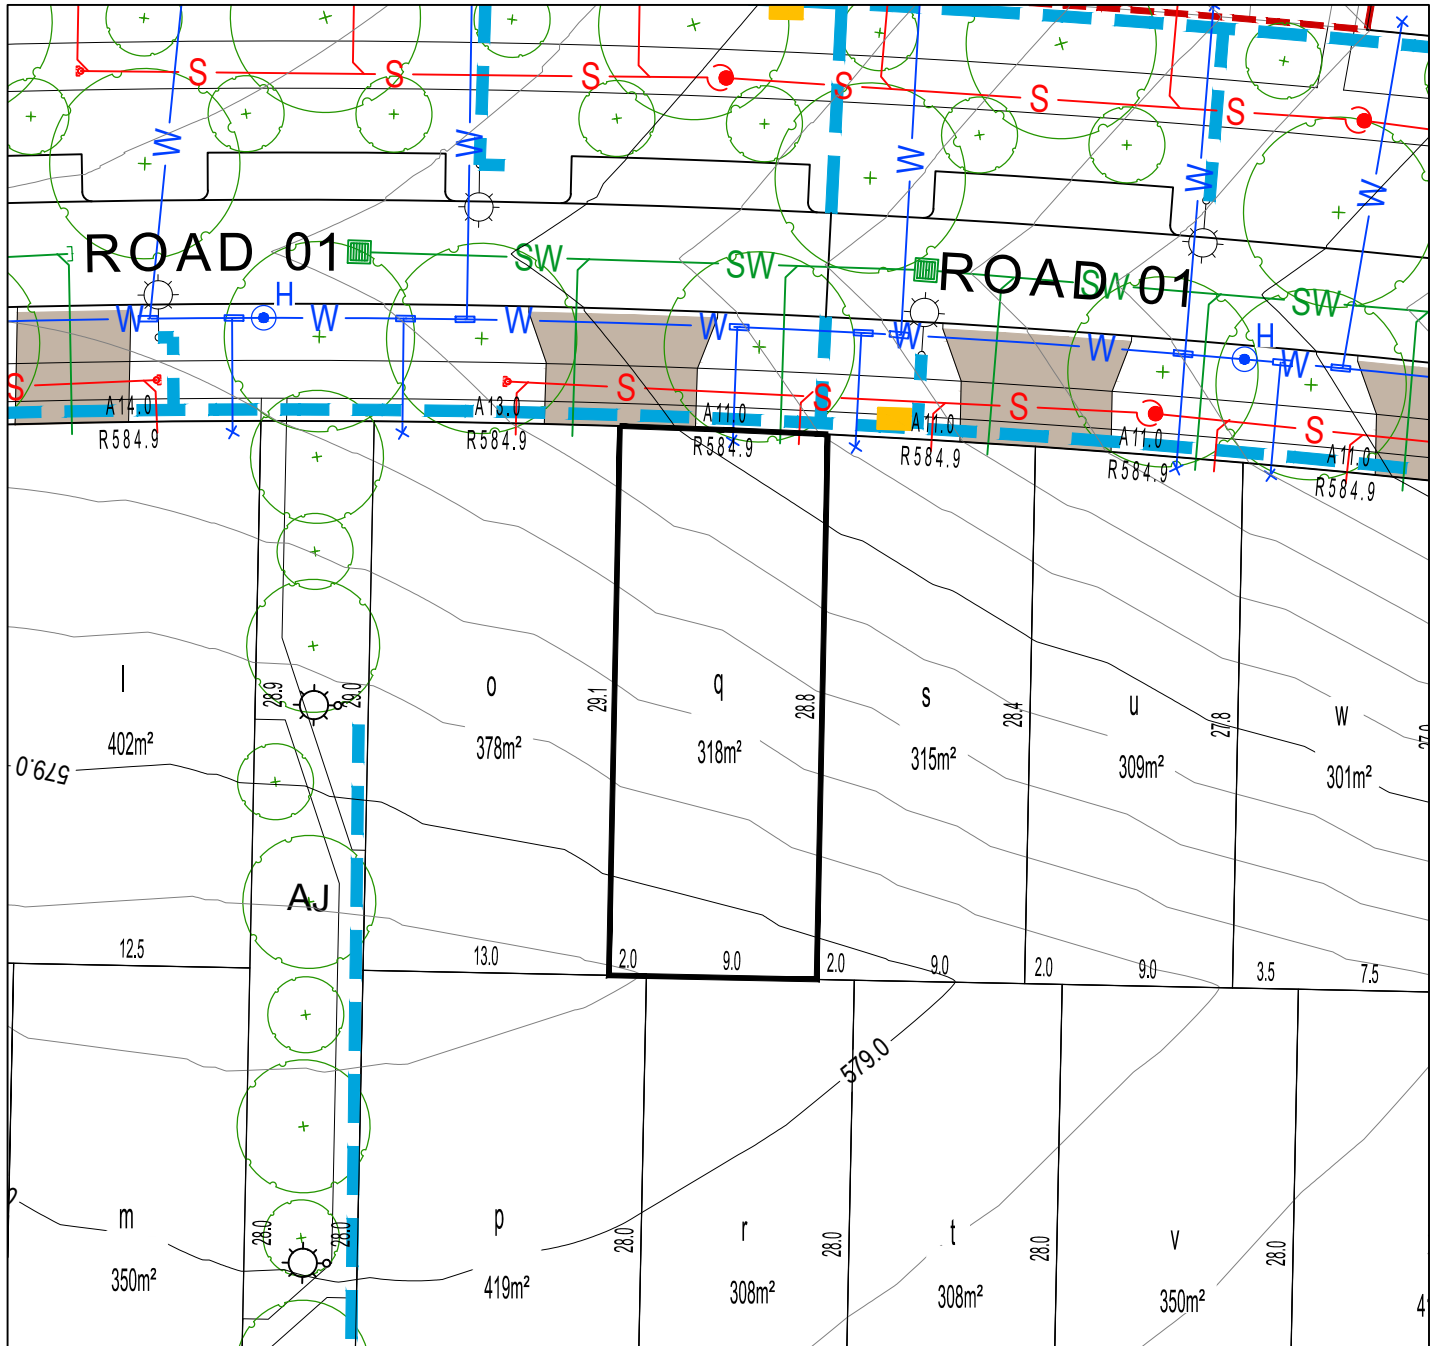 S S S S S S
W W W W W
ROAD 01 SW SW ROAD 01 SW SW
H
W W W W W W W
H
S S S S S
A14.0 A13.0 A11.0 A11.0 A11.0 A11.0
R584.9 R584.9 R584.9 R584.9 R584.9 R584.9
l o q s u w
28.9 29.0 29.1 28.8 28.4 27.8 27.0
402m² 378m² 318m² 315m² 309m² 301m²
579.0
AJ
12.5 13.0 2.0 9.0 2.0 9.0 2.0 9.0 3.5 7.5
579.0
m p r t v
28.0 28.0 28.0 28.0 28.0 28.0
350m² 419m² 308m² 308m² 350m²